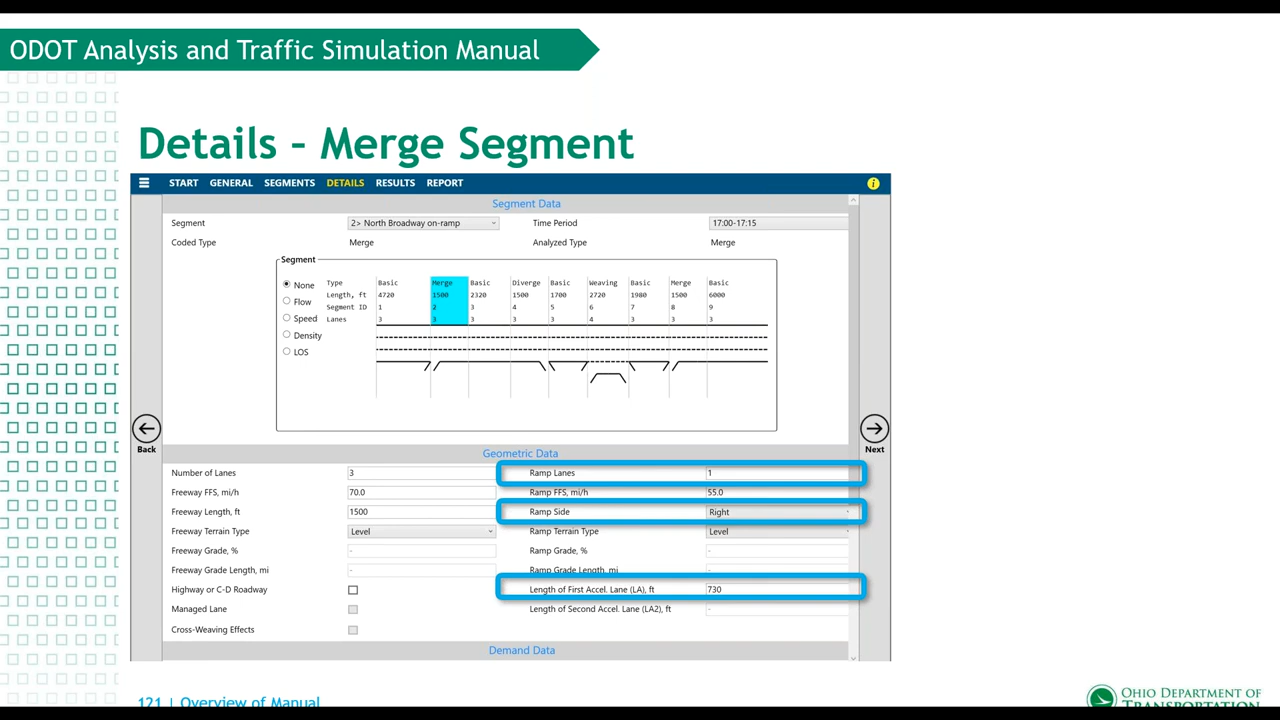 ODOT Analysis and Traffic Simulation Manual
Details – Merge Segment
START GENERAL SEGMENTS DETAILS RESULTS REPORT i
Segment Data
Segment 2> North Broadway on-ramp Time Period 17:00-17:15
Coded Type Merge Analyzed Type Merge
Segment
None Type Basic Merge Basic Diverge Basic Weaving Basic Merge Basic
Length, ft 4720 1500 2320 1500 1700 2720 1980 1500 6000
Flow Segment ID 1 2 3 4 5 6 7 8 9
Speed Lanes 3 3 3 3 3 4 3 3 3
Density
LOS
Back Next
Geometric Data
Number of Lanes 3 Ramp Lanes 1
Freeway FFS, mi/h 70.0 Ramp FFS, mi/h 55.0
Freeway Length, ft 1500 Ramp Side Right
Freeway Terrain Type Level Ramp Terrain Type Level
Freeway Grade, % - Ramp Grade, % -
Freeway Grade Length, mi - Ramp Grade Length, mi -
Highway or C-D Roadway Length of First Accel. Lane (LA), ft 730
Managed Lane Length of Second Accel. Lane (LA2), ft -
Cross-Weaving Effects
Demand Data
121 | Overview of Manual
OHIO DEPARTMENT OF
TRANSPORTATION